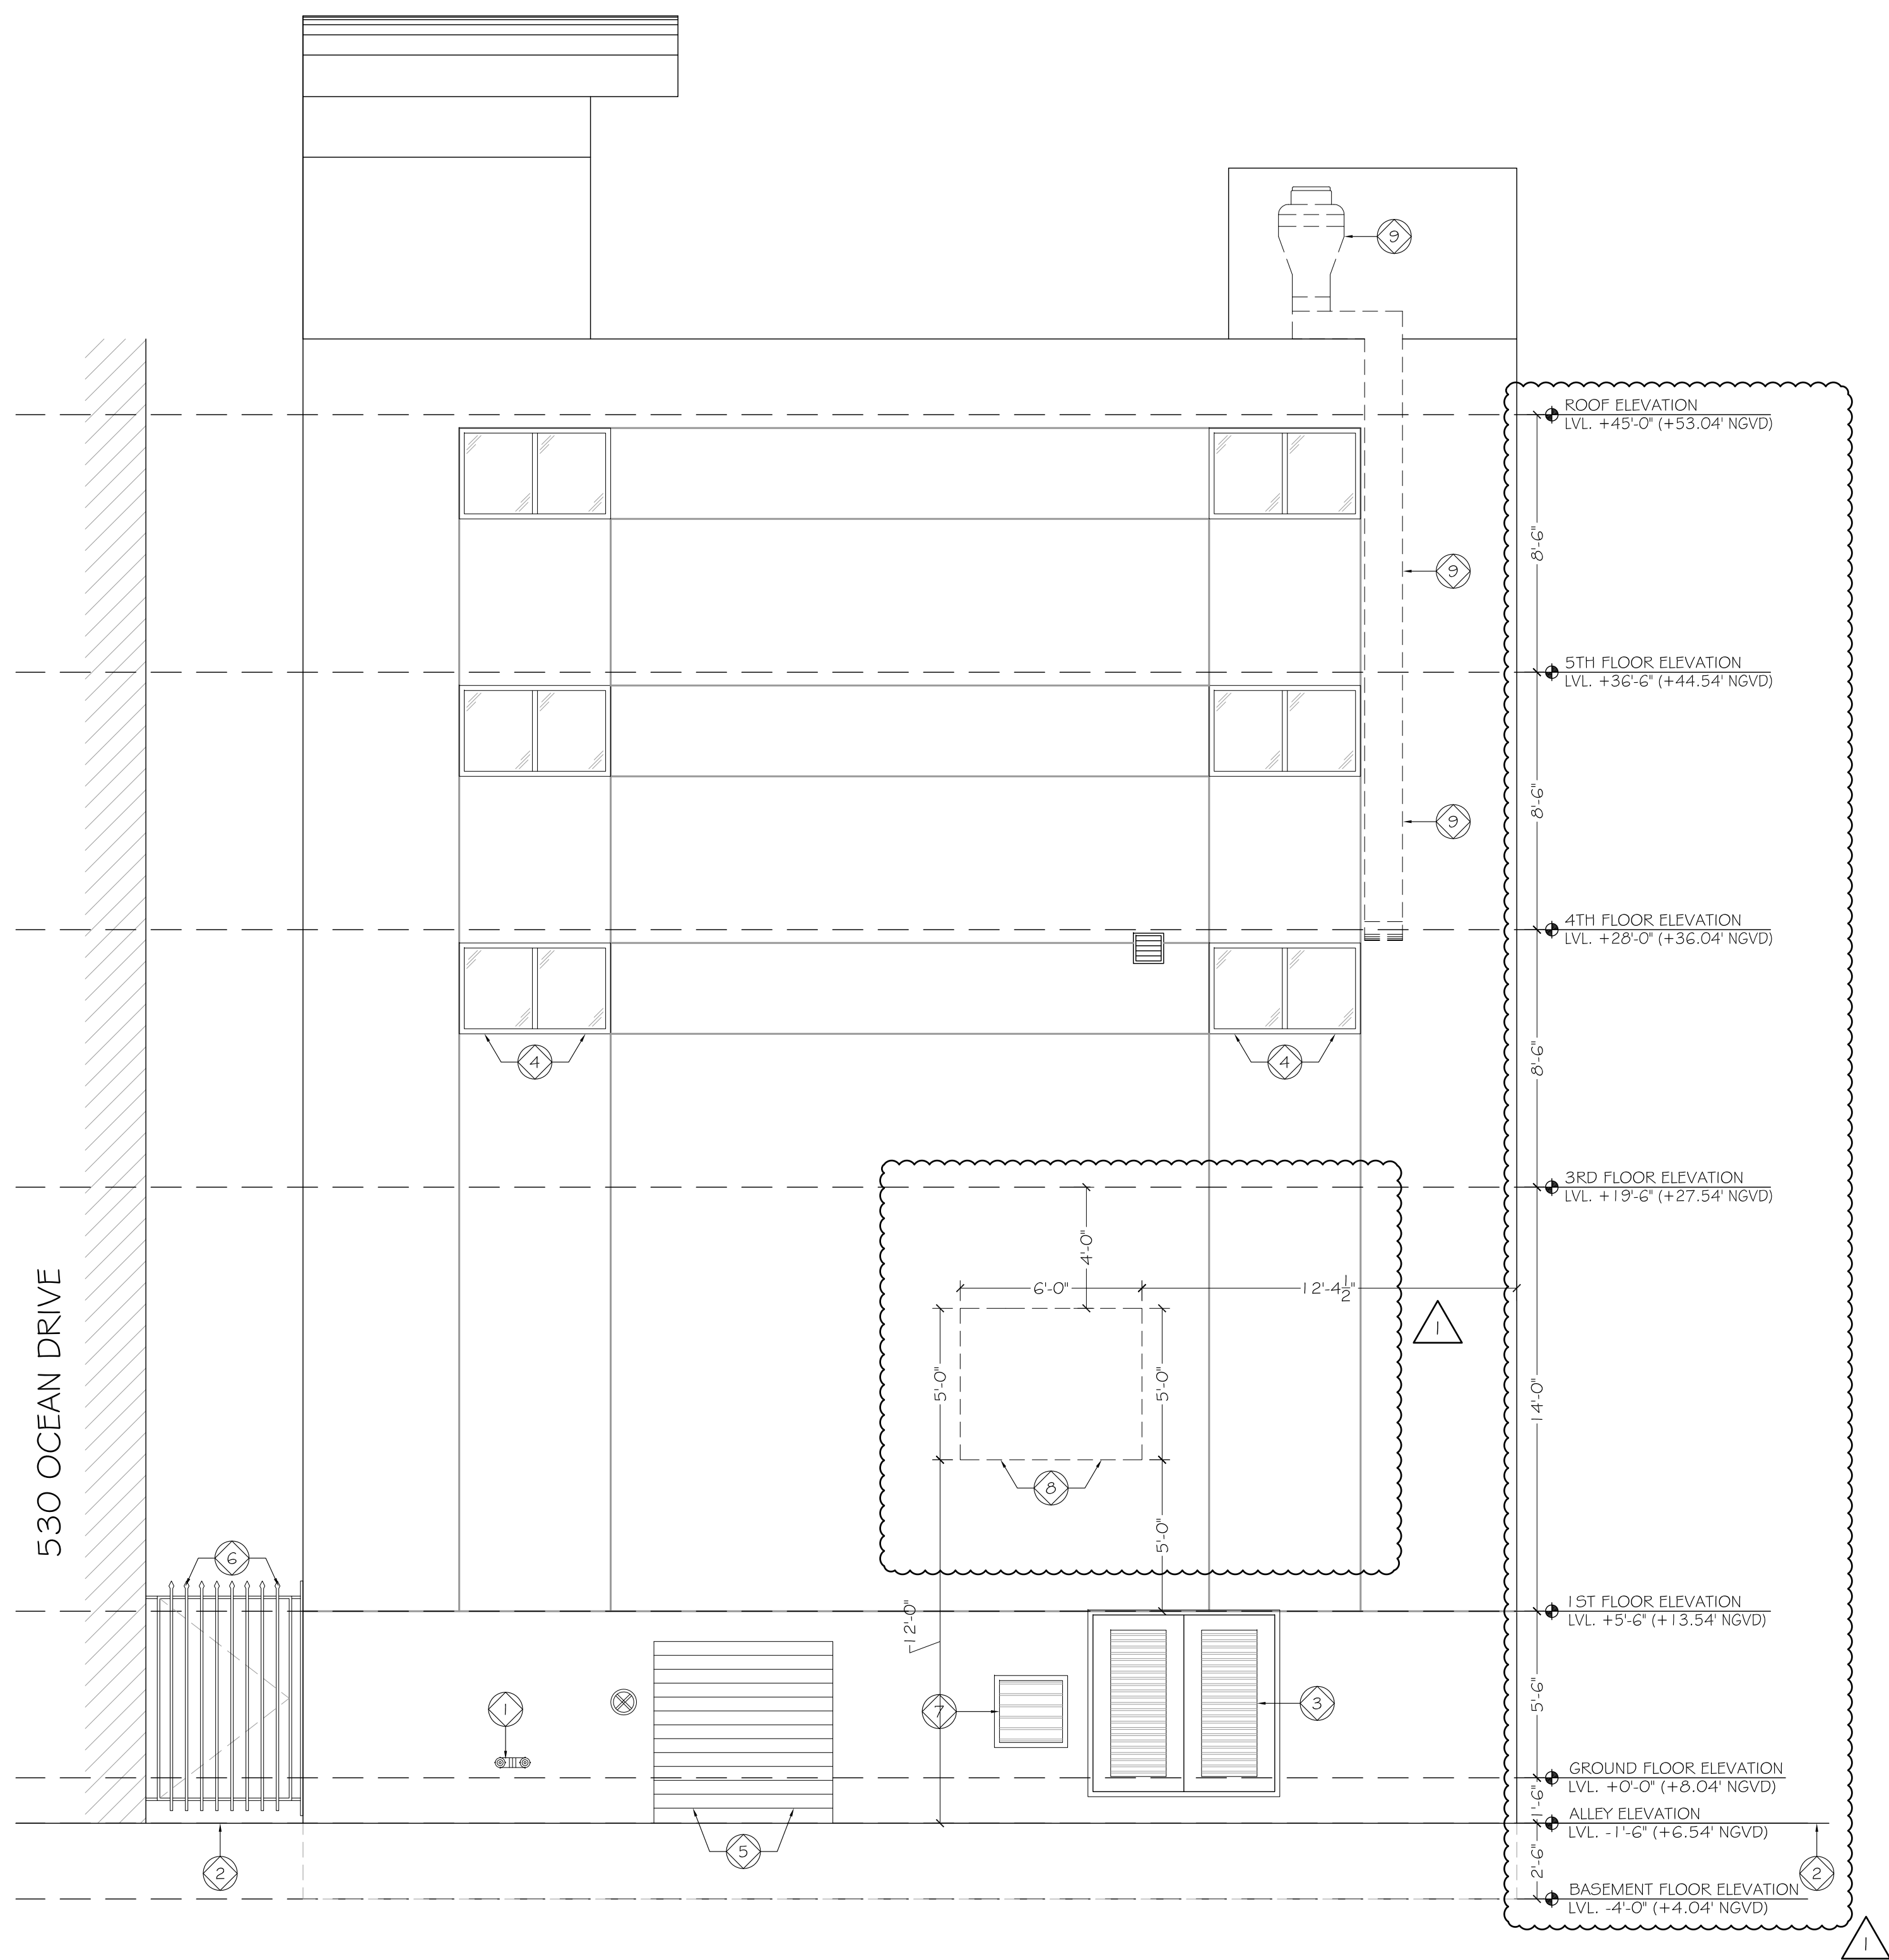 9
ROOF ELEVATION
LVL. +45'-0" (+53.04' NGVD)
8'-6"
9
5TH FLOOR ELEVATION
LVL. +36'-6" (+44.54' NGVD)
8'-6"
9
4TH FLOOR ELEVATION
LVL. +28'-0" (+36.04' NGVD)
4
4
8'-6"
3RD FLOOR ELEVATION
LVL. +19'-6" (+27.54' NGVD)
4'-0"
6'-0"
12'-4 1/2"
1
530 OCEAN DRIVE
5'-0"
5'-0"
14'-0"
8
5'-0"
6
12'-0"
1ST FLOOR ELEVATION
LVL. +5'-6" (+13.54' NGVD)
1
7
3
5'-6"
GROUND FLOOR ELEVATION
LVL. +0'-0" (+8.04' NGVD)
1'-6"
ALLEY ELEVATION
LVL. -1'-6" (+6.54' NGVD)
2
5
2'-6"
2
BASEMENT FLOOR ELEVATION
LVL. -4'-0" (+4.04' NGVD)
1